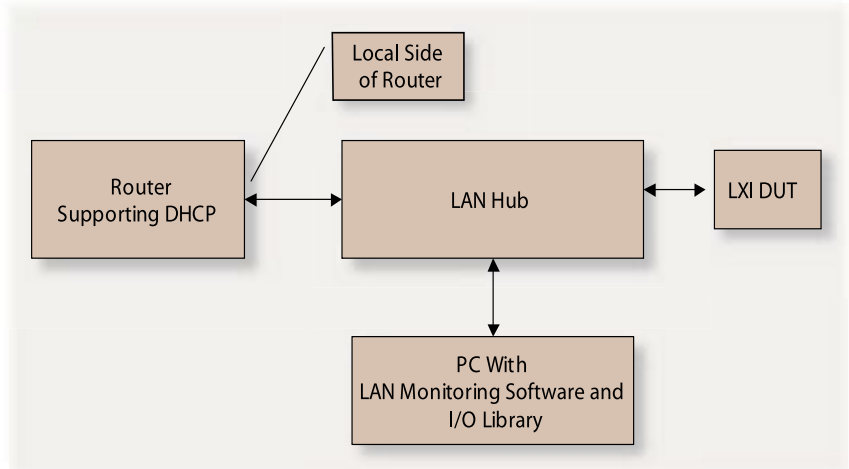 Local Side
of Router
Router
Supporting DHCP
LAN Hub
LXI DUT
PC With
LAN Monitoring Software and
I/O Library